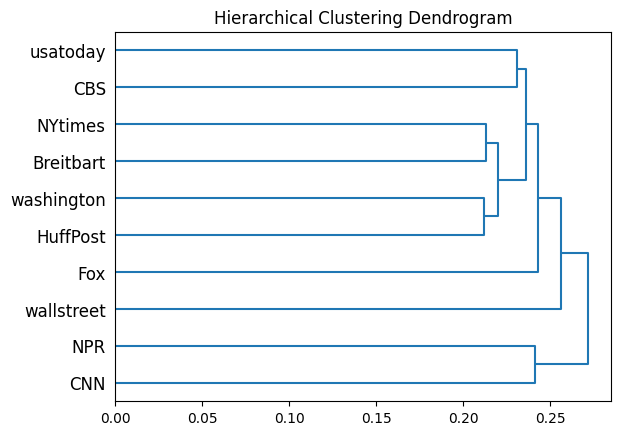 Hierarchical Clustering Dendrogram
usatoday
CBS
NYtimes
Breitbart
washington
HuffPost
Fox
wallstreet
NPR
CNN
0.00 0.05 0.10 0.15 0.20 0.25